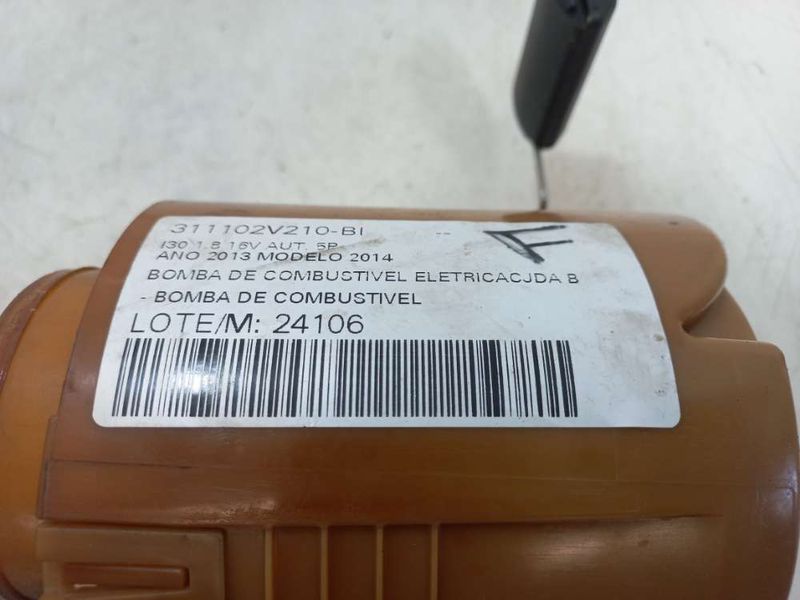 311102V210-BI --
I30 1.8 16V AUT. 5P
ANO 2013 MODELO 2014
BOMBA DE COMBUSTIVEL ELETRICACJDA B
- BOMBA DE COMBUSTIVEL
LOTE/M: 24106